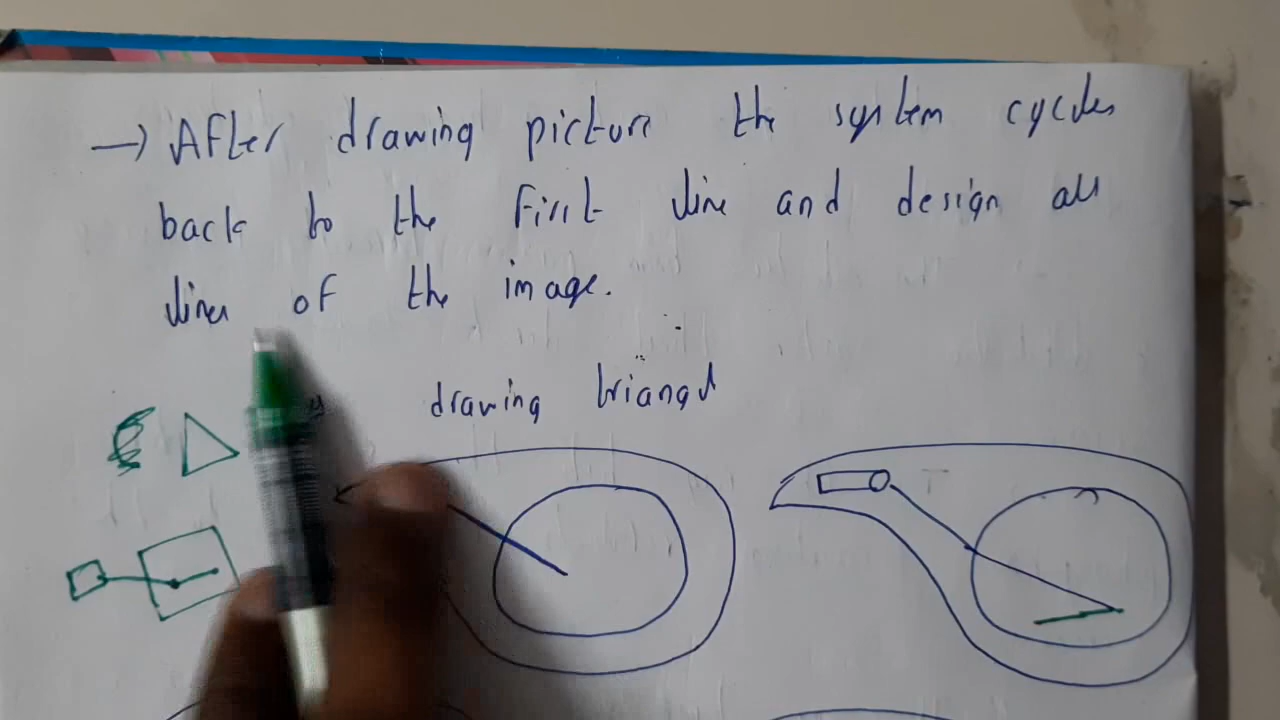 → After drawing picture the system cycles
back to the first line and design all
lines of the image.
drawing triangle